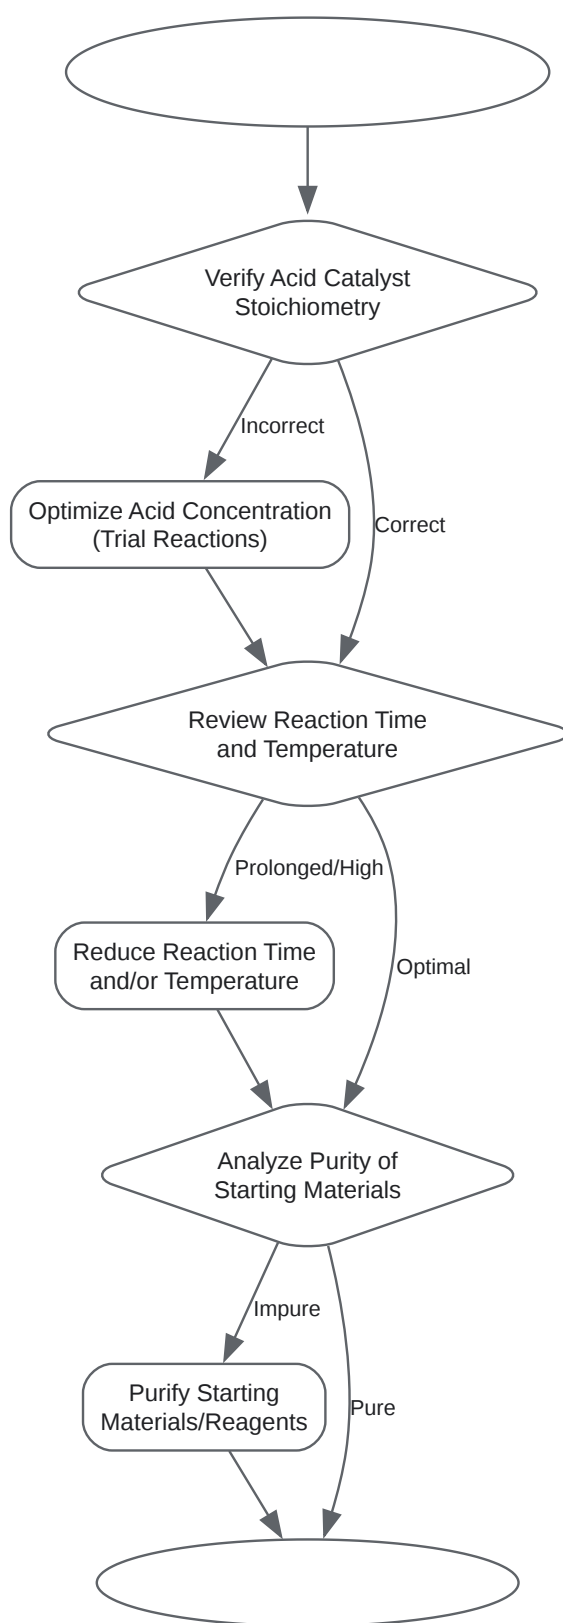 Verify Acid Catalyst
Stoichiometry
Incorrect
Optimize Acid Concentration
(Trial Reactions)
Correct
Review Reaction Time
and Temperature
Prolonged/High
Reduce Reaction Time
and/or Temperature
Optimal
Analyze Purity of
Starting Materials
Impure
Purify Starting
Materials/Reagents
Pure